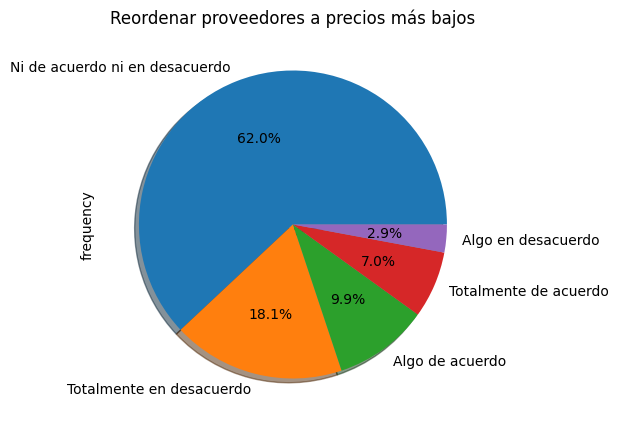 Reordenar proveedores a precios más bajos
Ni de acuerdo ni en desacuerdo
62.0%
frequency
2.9%
Algo en desacuerdo
7.0%
Totalmente de acuerdo
9.9%
18.1%
Algo de acuerdo
Totalmente en desacuerdo